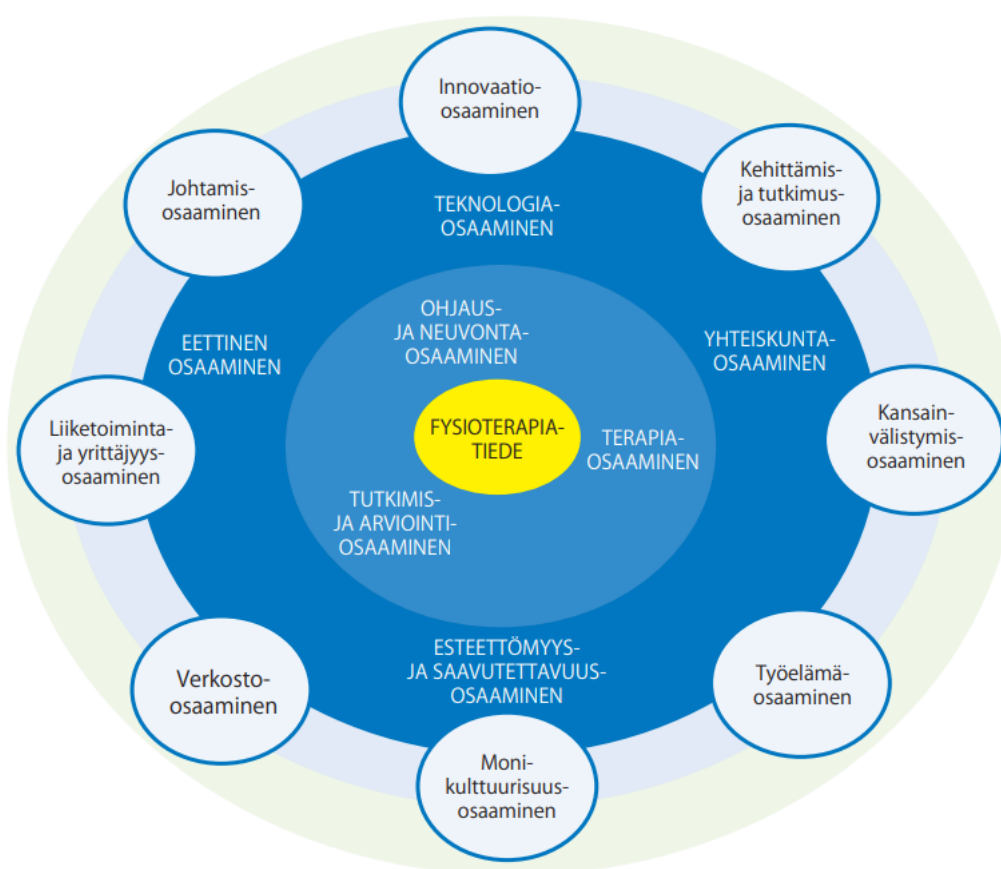 Innovaatio-
osaaminen
Johtamis-
osaaminen
Kehittämis-
ja tutkimus-
osaaminen
TEKNOLOGIA-
OSAAMINEN
EETTINEN
OSAAMINEN
OHJAUS-
JA NEUVONTA-
OSAAMINEN
YHTEISKUNTA-
OSAAMINEN
Liiketoiminta-
ja yrittäjyys-
osaaminen
FYSIOTERAPIA-
TIEDE
TERAPIA-
OSAAMINEN
Kansain-
välistymis-
osaaminen
TUTKIMIS-
JA ARVIOINTI-
OSAAMINEN
Verkosto-
osaaminen
ESTEETTÖMYYS-
JA SAAVUTETTAVUUS-
OSAAMINEN
Työelämä-
osaaminen
Moni-
kulttuurisuus-
osaaminen